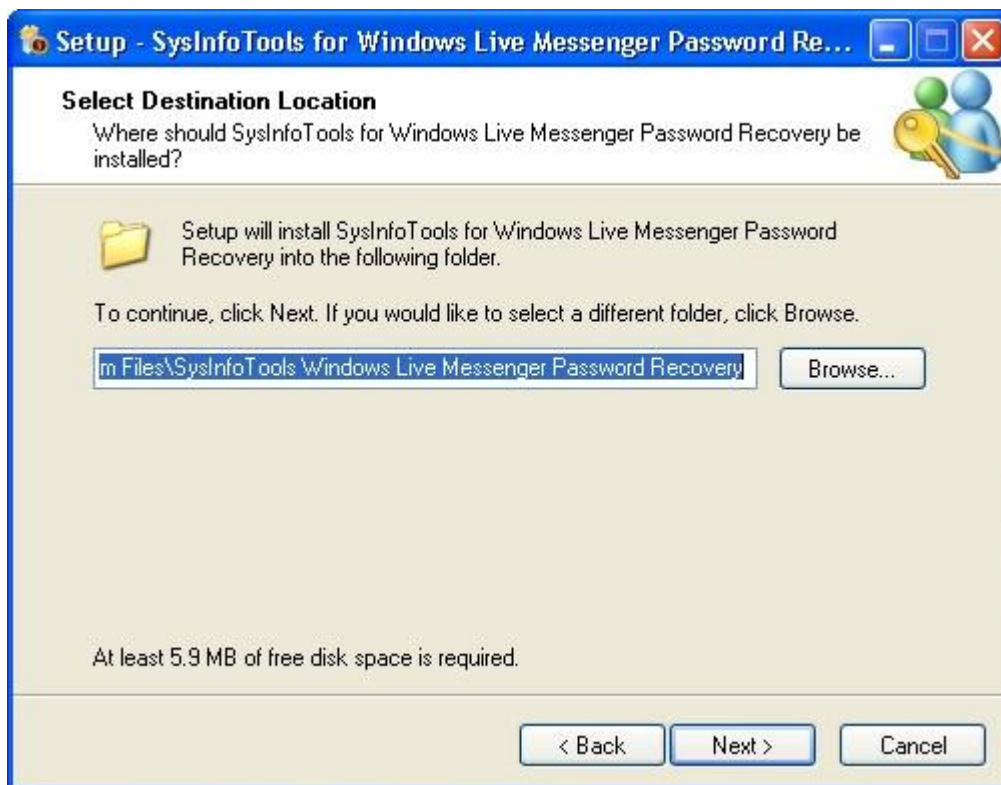 Setup - SysInfoTools for Windows Live Messenger Password Re...
Select Destination Location
Where should SysInfoTools for Windows Live Messenger Password Recovery be
installed?
Setup will install SysInfoTools for Windows Live Messenger Password
Recovery into the following folder.
To continue, click Next. If you would like to select a different folder, click Browse.
m Files\SysInfoTools Windows Live Messenger Password Recovery
Browse...
At least 5.9 MB of free disk space is required.
< Back
Next >
Cancel